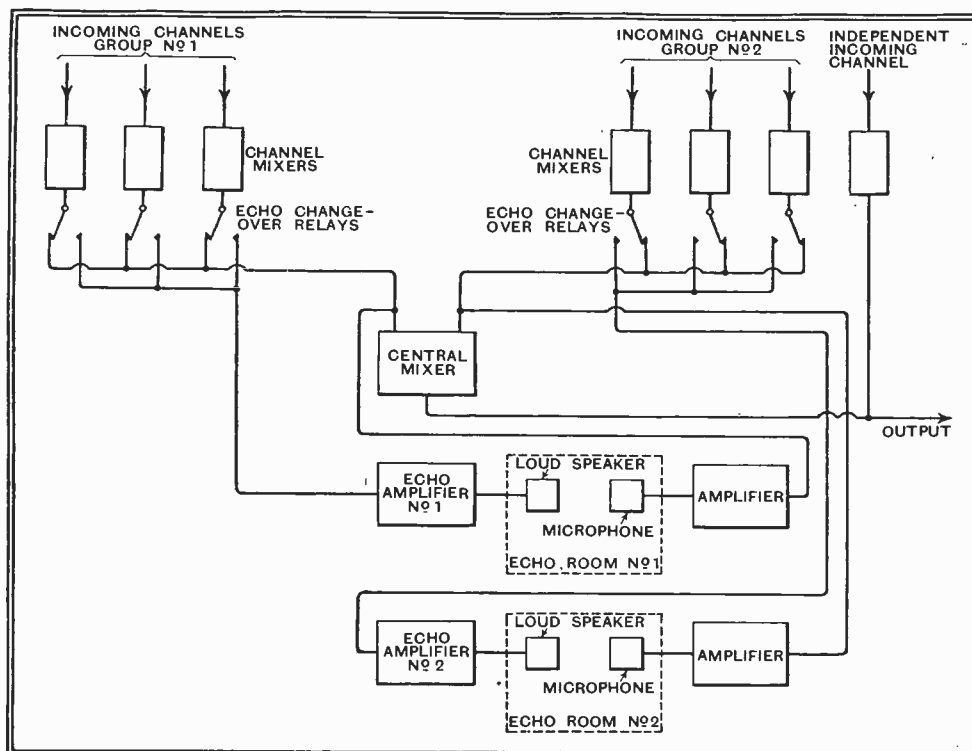 INCOMING CHANNELS
GROUP Nº1
INCOMING CHANNELS
GROUP Nº2
INDEPENDENT
INCOMING
CHANNEL
CHANNEL
MIXERS
CHANNEL
MIXERS
ECHO CHANGE-
OVER RELAYS
ECHO CHANGE-
OVER RELAYS
CENTRAL
MIXER
OUTPUT
ECHO
AMPLIFIER
Nº1
LOUD SPEAKER
MICROPHONE
ECHO ROOM Nº1
AMPLIFIER
ECHO
AMPLIFIER
Nº2
LOUD SPEAKER
MICROPHONE
ECHO ROOM Nº2
AMPLIFIER